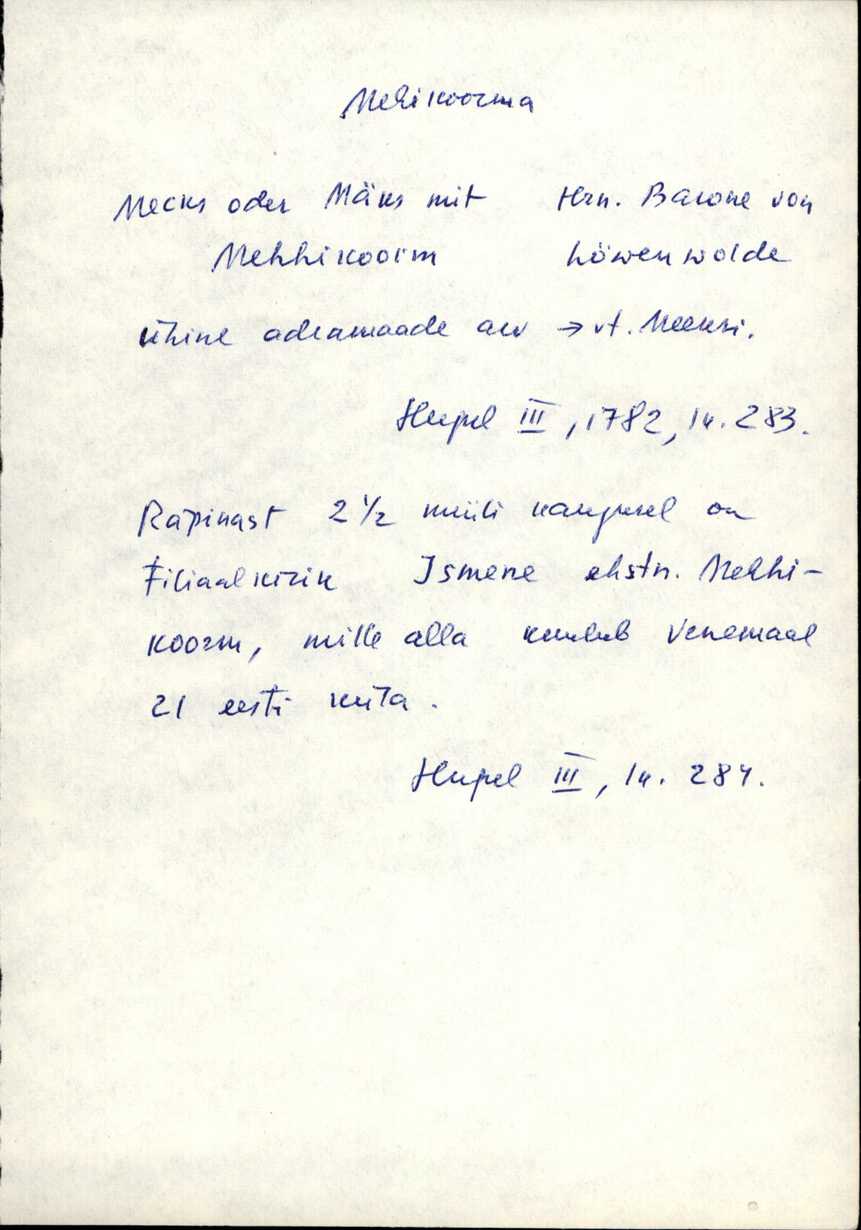 Mehikoorma
Mecks oder Mäks mit Hrn. Barone von
Mehhikoorm Löwenwolde
ühine adramaade arv → vt. Meeksi.
Hupel III, 1782, lk. 283.
Räpinast 2 1/2 miili kaugusel on
Filiaalkirik Ismene ehstn. Mehhi-
koorm, mille alla kuulub Venemaal
21 eesti küla.
Hupel III, lk. 284.